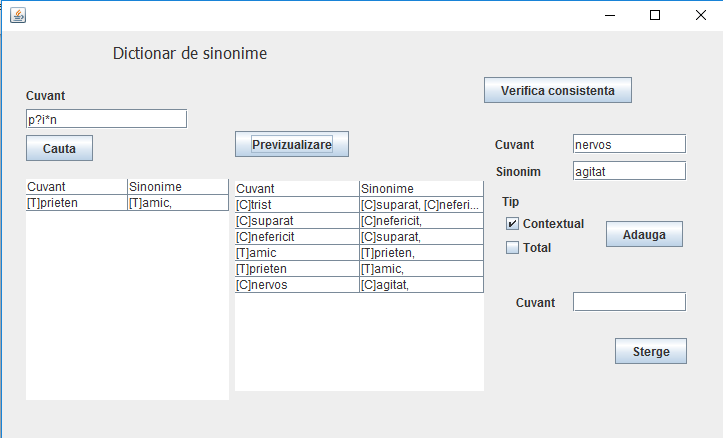 Dictionar de sinonime
Cuvant
p?i*n
Cauta
Cuvant Sinonime
[T]prieten [T]amic,
Previzualizare
Cuvant Sinonime
[C]trist [C]suparat, [C]neferi...
[C]suparat [C]nefericit,
[C]nefericit [C]suparat,
[T]amic [T]prieten,
[T]prieten [T]amic,
[C]nervos [C]agitat,
Verifica consistenta
Cuvant nervos
Sinonim agitat
Tip
Contextual
Total
Adauga
Cuvant
Sterge